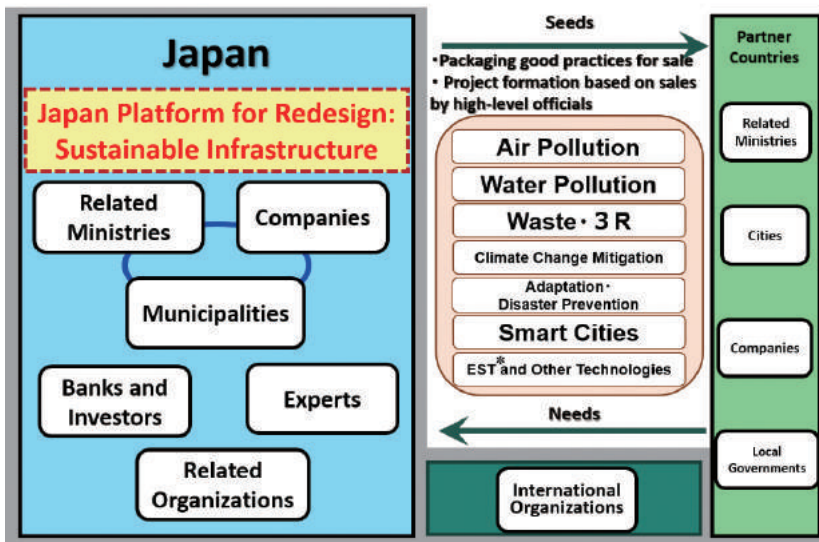 Japan
Japan Platform for Redesign:
Sustainable Infrastructure
Related
Ministries
Companies
Municipalities
Banks and
Investors
Experts
Related
Organizations
Seeds
・Packaging good practices for sale
・ Project formation based on sales
by high-level officials
Air Pollution
Water Pollution
Waste・3 R
Climate Change Mitigation
Adaptation・
Disaster Prevention
Smart Cities
EST* and Other Technologies
Needs
International
Organizations
Partner
Countries
Related
Ministries
Cities
Companies
Local
Governments